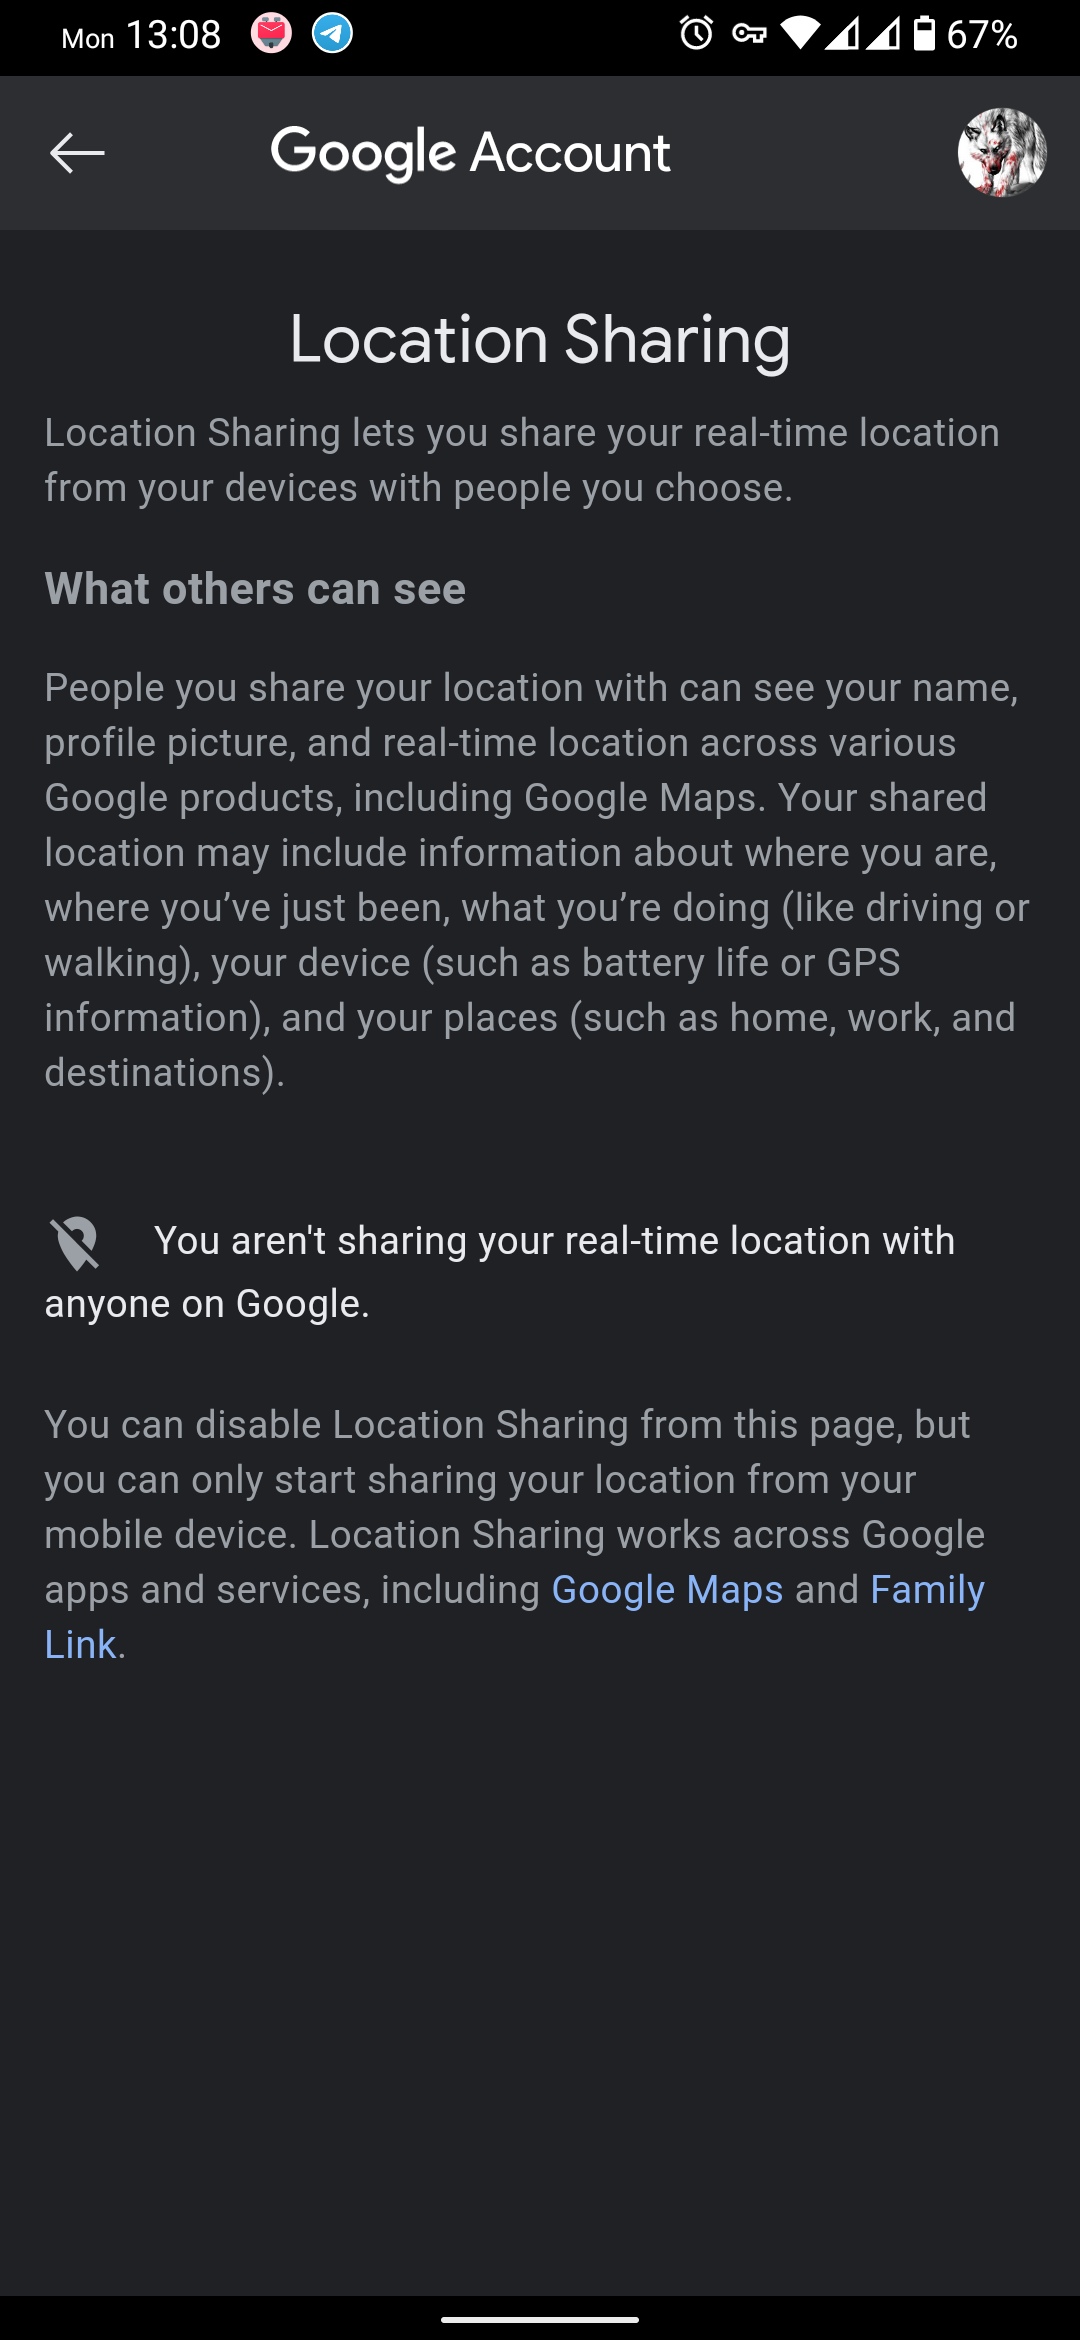 Mon 13:08 67%
Google Account
Location Sharing
Location Sharing lets you share your real-time location
from your devices with people you choose.
What others can see
People you share your location with can see your name,
profile picture, and real-time location across various
Google products, including Google Maps. Your shared
location may include information about where you are,
where you’ve just been, what you’re doing (like driving or
walking), your device (such as battery life or GPS
information), and your places (such as home, work, and
destinations).
You aren't sharing your real-time location with
anyone on Google.
You can disable Location Sharing from this page, but
you can only start sharing your location from your
mobile device. Location Sharing works across Google
apps and services, including Google Maps and Family
Link.